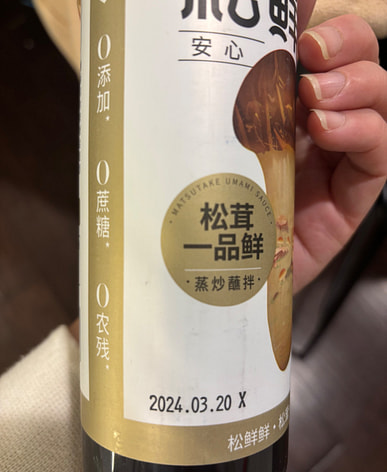 安心
0添加，
0蔗糖，
0农残，
MATSUTAKE UMAMI SAUCE
松茸
一品鲜
·蒸炒蘸拌·
2024.03.20 X
松鲜鲜·松